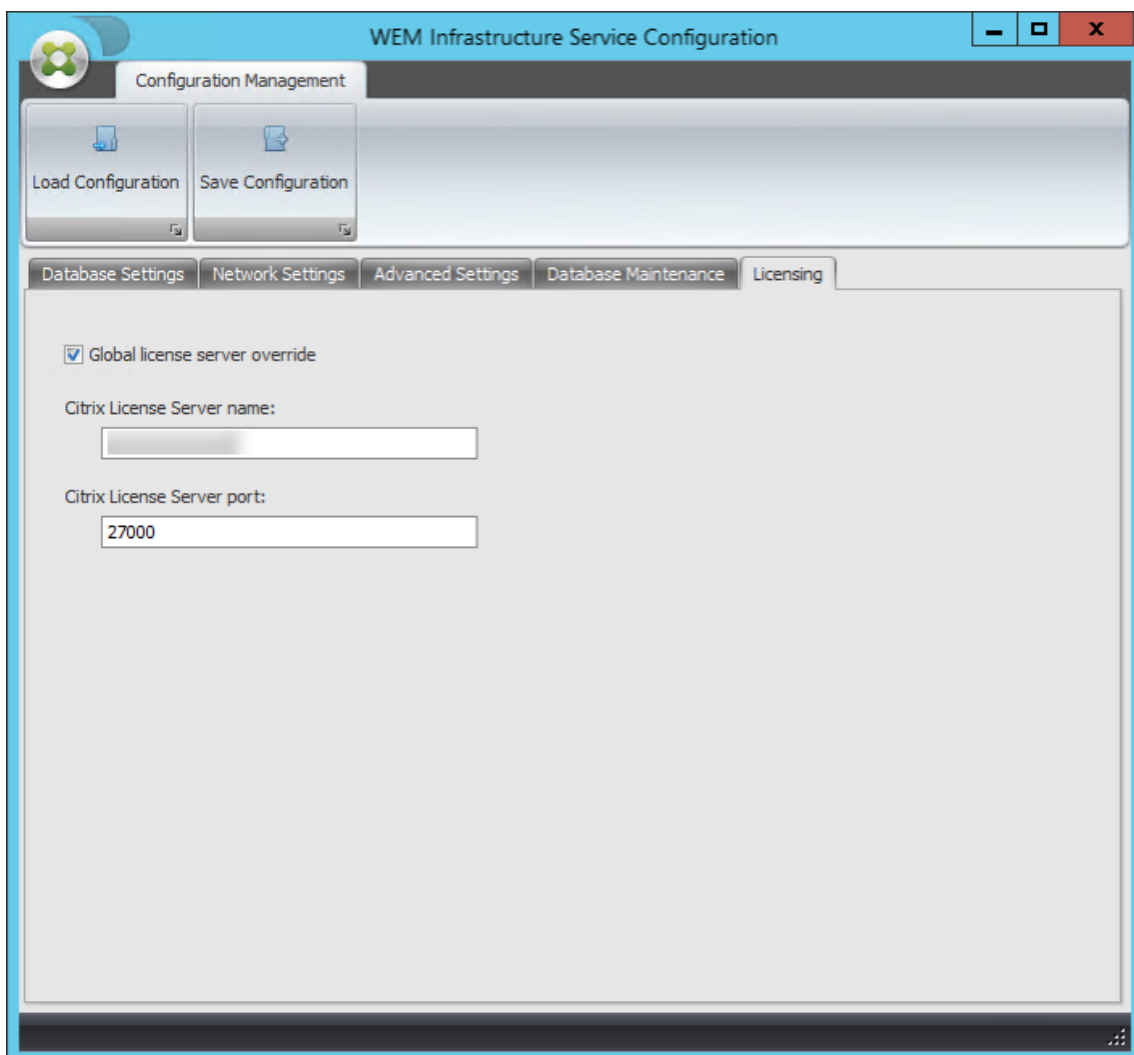 WEM Infrastructure Service Configuration
Configuration Management
Load Configuration Save Configuration
Database Settings Network Settings Advanced Settings Database Maintenance Licensing
Global license server override
Citrix License Server name:
Citrix License Server port:
27000